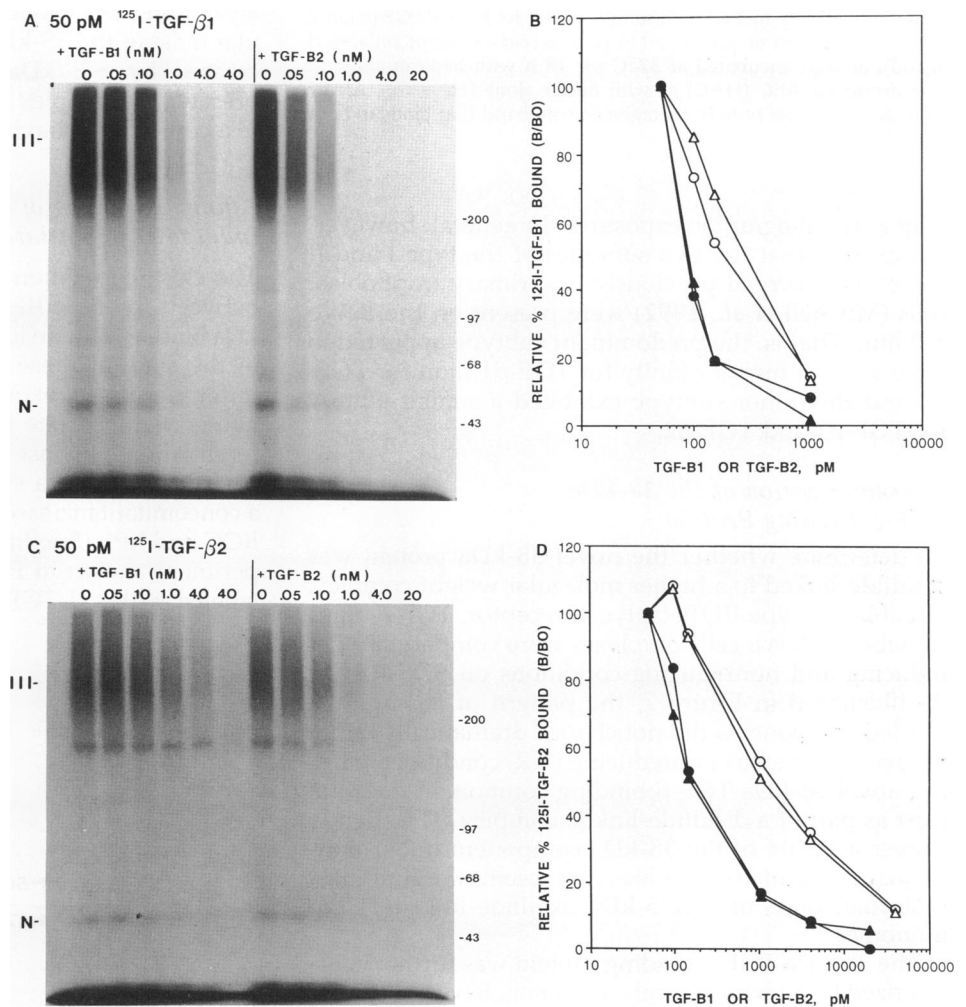 A 50 pM ¹²⁵I-TGF-β1
+ TGF-B1 (nM)
+TGF-B2 (nM)
0 .05 .10 1.0 4.0 40
0 .05 .10 1.0 4.0 20
III-
-200
-97
-68
N-
-43
B
120
100
80
60
40
20
0
RELATIVE % 125I-TGF-B1 BOUND (B/BO)
10 100 1000 10000 100000
TGF-B1 OR TGF-B2, pM
C 50 pM ¹²⁵I-TGF-β2
+ TGF-B1 (nM)
+ TGF-B2 (nM)
0 .05 .10 1.0 4.0 40
0 .05 .10 1.0 4.0 20
III-
-200
-97
-68
N-
-43
D
120
100
80
60
40
20
0
RELATIVE % 125I-TGF-B2 BOUND (B/BO)
10 100 1000 10000 100000
TGF-B1 OR TGF-B2, pM